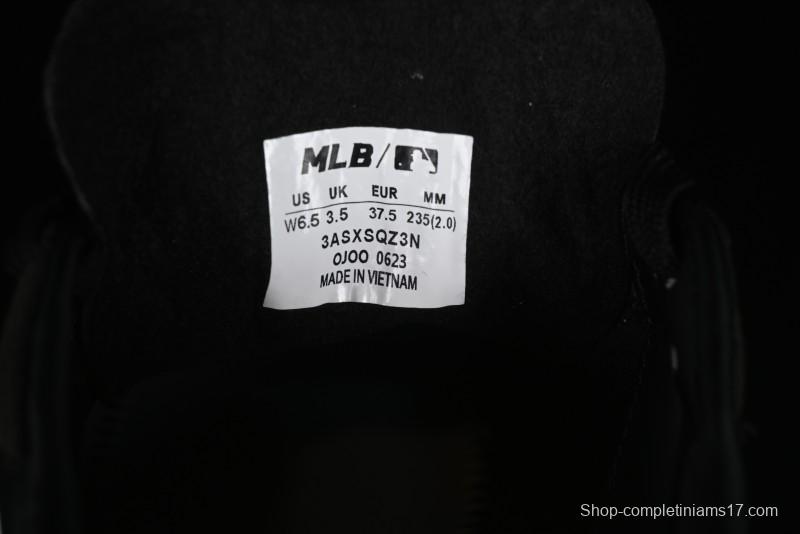 MLB/
US UK EUR MM
W6.5 3.5 37.5 235(2.0)
3ASXSQZ3N
OJOO 0623
MADE IN VIETNAM
Shop-completiniams17.com